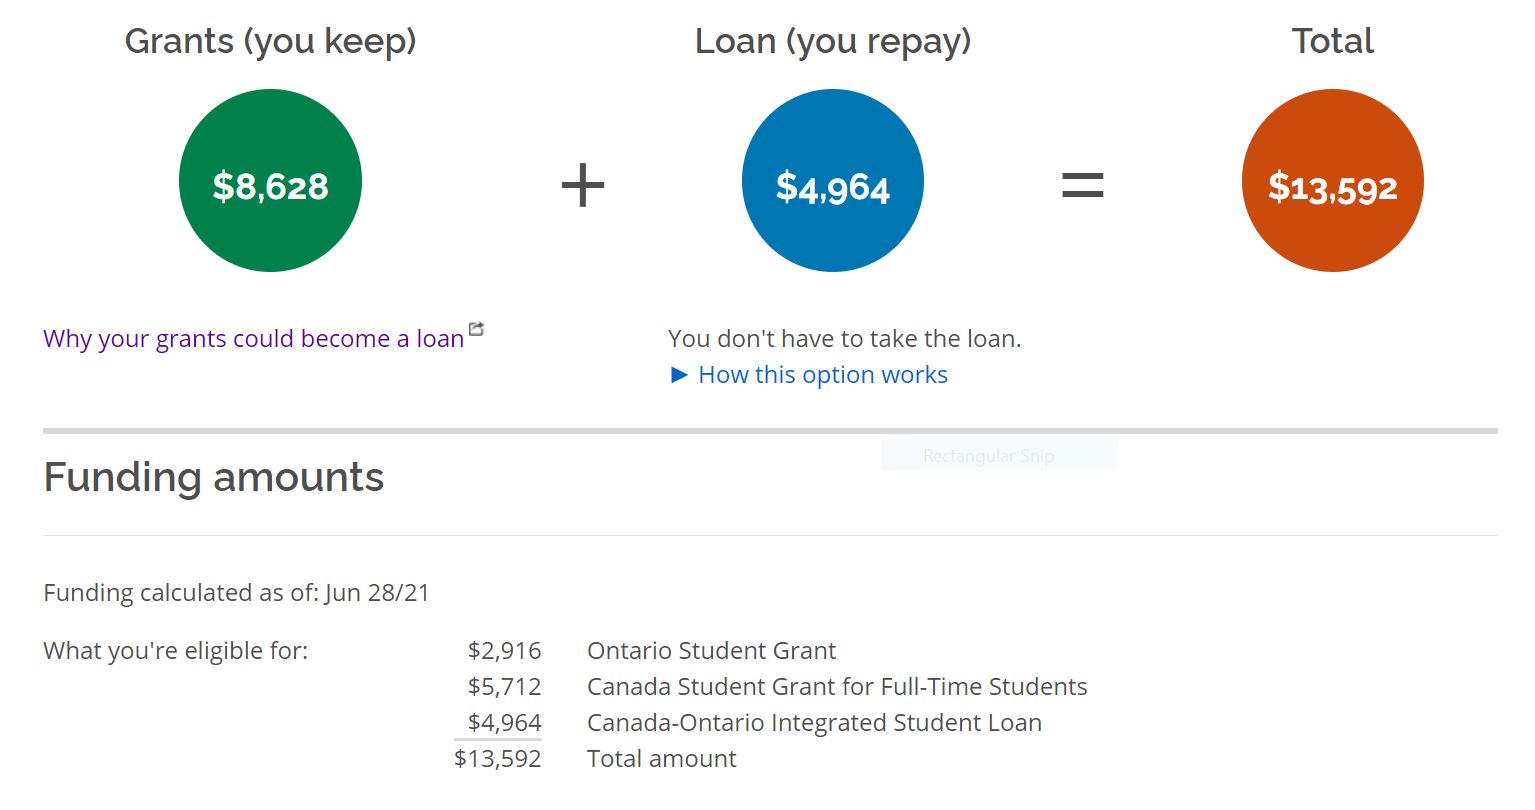 Grants (you keep) Loan (you repay) Total
$8,628 + $4,964 = $13,592
Why your grants could become a loan You don't have to take the loan.
► How this option works
Rectangular Snip
Funding amounts
Funding calculated as of: Jun 28/21
What you're eligible for: $2,916 Ontario Student Grant
$5,712 Canada Student Grant for Full-Time Students
$4,964 Canada-Ontario Integrated Student Loan
$13,592 Total amount